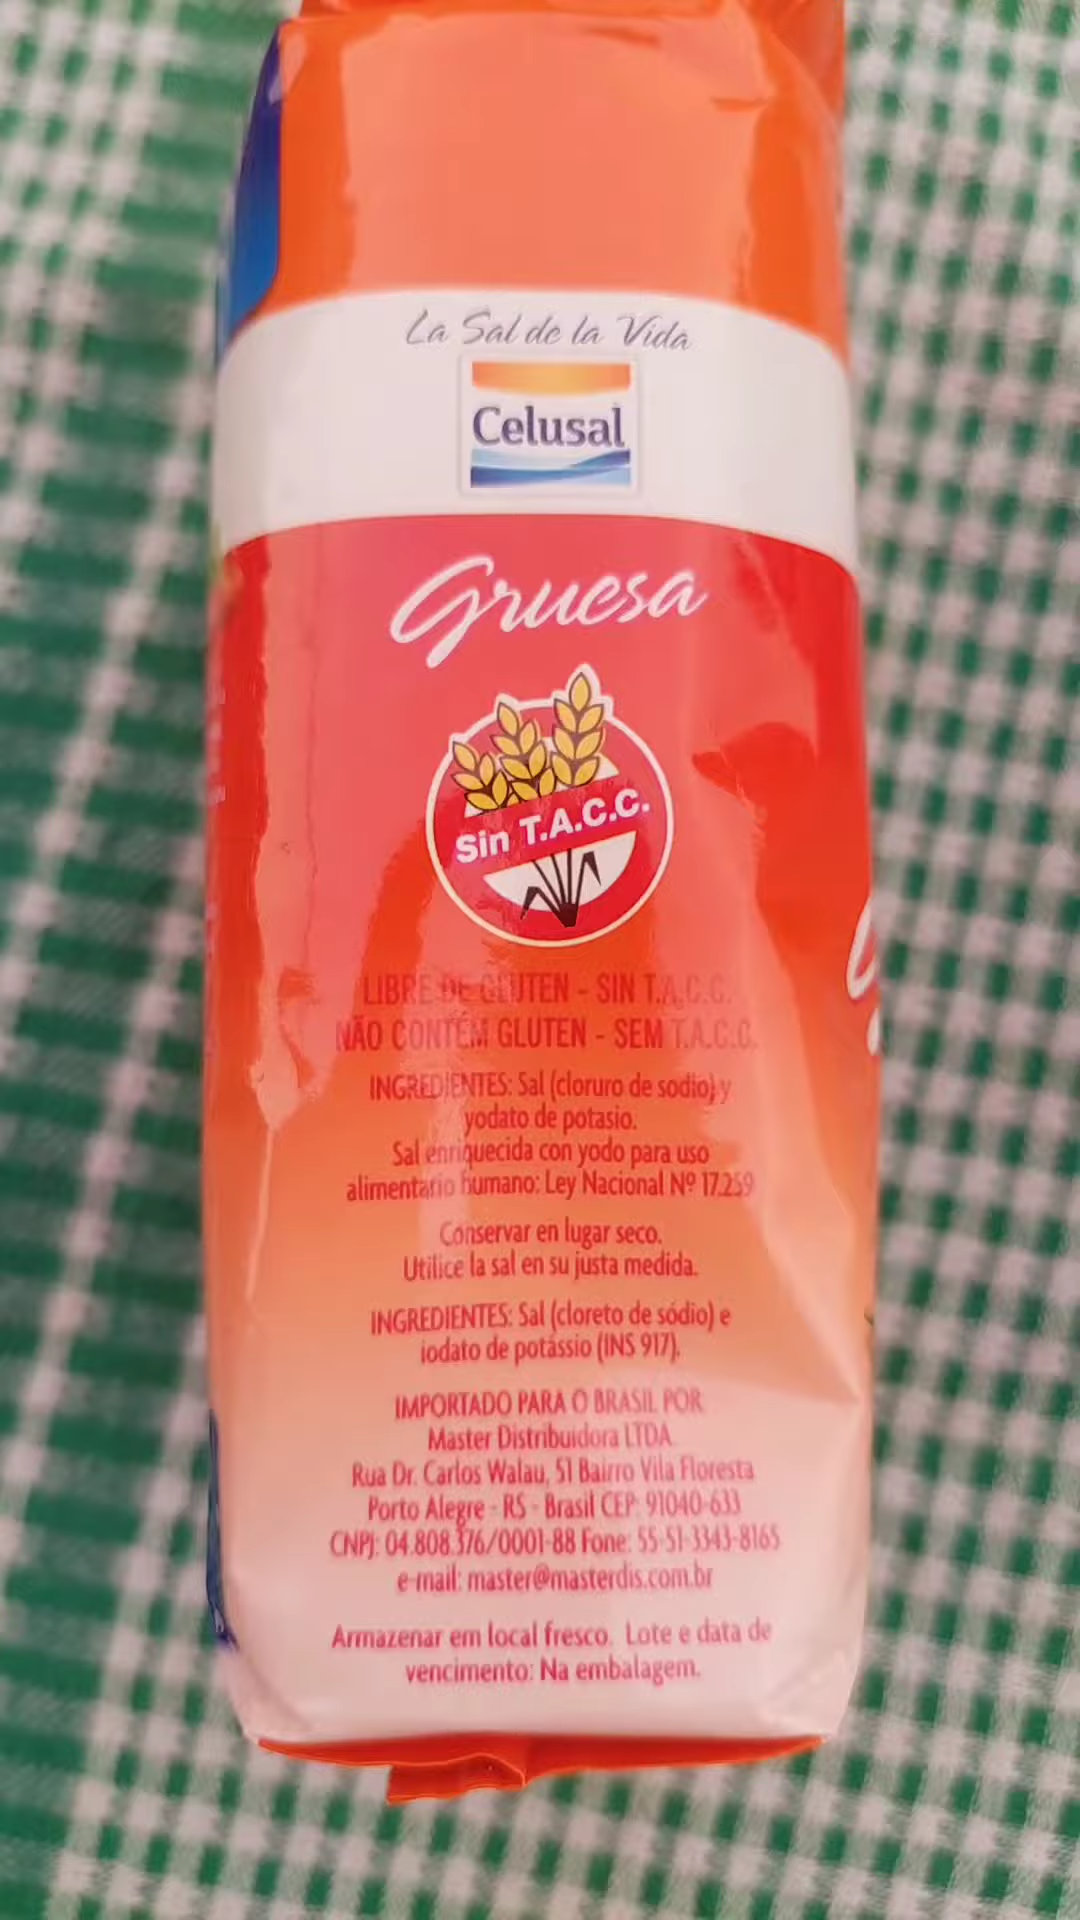 La Sal de la Vida
Celusal
Gruesa
Sin T.A.C.C.
LIBRE DE GLUTEN - SIN T.A.C.C.
NÃO CONTÉM GLUTEN - SEM T.A.C.C.
INGREDIENTES: Sal (cloruro de sodio) y
yodato de potasio.
Sal enriquecida con yodo para uso
alimentario humano: Ley Nacional Nº 17.259
Conservar en lugar seco.
Utilice la sal en su justa medida.
INGREDIENTES: Sal (cloreto de sódio) e
iodato de potássio (INS 917).
IMPORTADO PARA O BRASIL POR
Master Distribuidora LTDA
Rua Dr. Carlos Walau, 51 Bairro Vila Floresta
Porto Alegre - RS - Brasil CEP: 91040-633
CNPJ: 04.808.376/0001-88 Fone: 55-51-3343-8165
e-mail: master@masterdis.com.br
Armazenar em local fresco. Lote e data de
vencimento: Na embalagem.